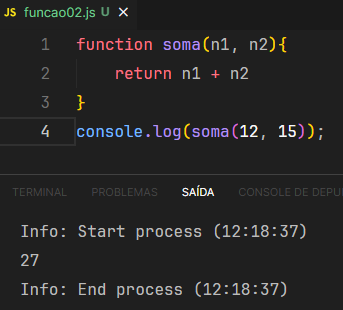 JS funcao02.js U ×
1 function soma(n1, n2){
2 return n1 + n2
3 }
4 console.log(soma(12, 15));
TERMINAL PROBLEMAS SAÍDA CONSOLE DE DEPU
Info: Start process (12:18:37)
27
Info: End process (12:18:37)